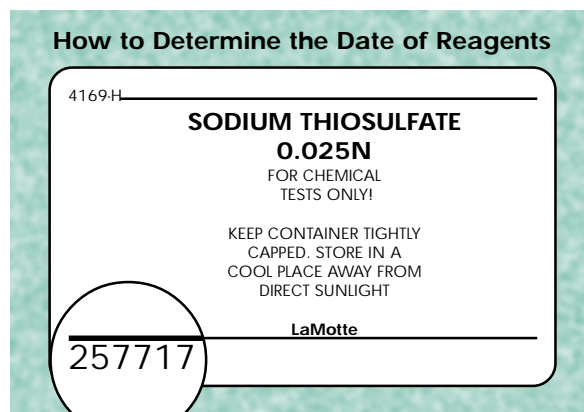 How to Determine the Date of Reagents
4169-H
SODIUM THIOSULFATE
0.025N
FOR CHEMICAL
TESTS ONLY!
KEEP CONTAINER TIGHTLY
CAPPED. STORE IN A
COOL PLACE AWAY FROM
DIRECT SUNLIGHT
LaMotte
257717